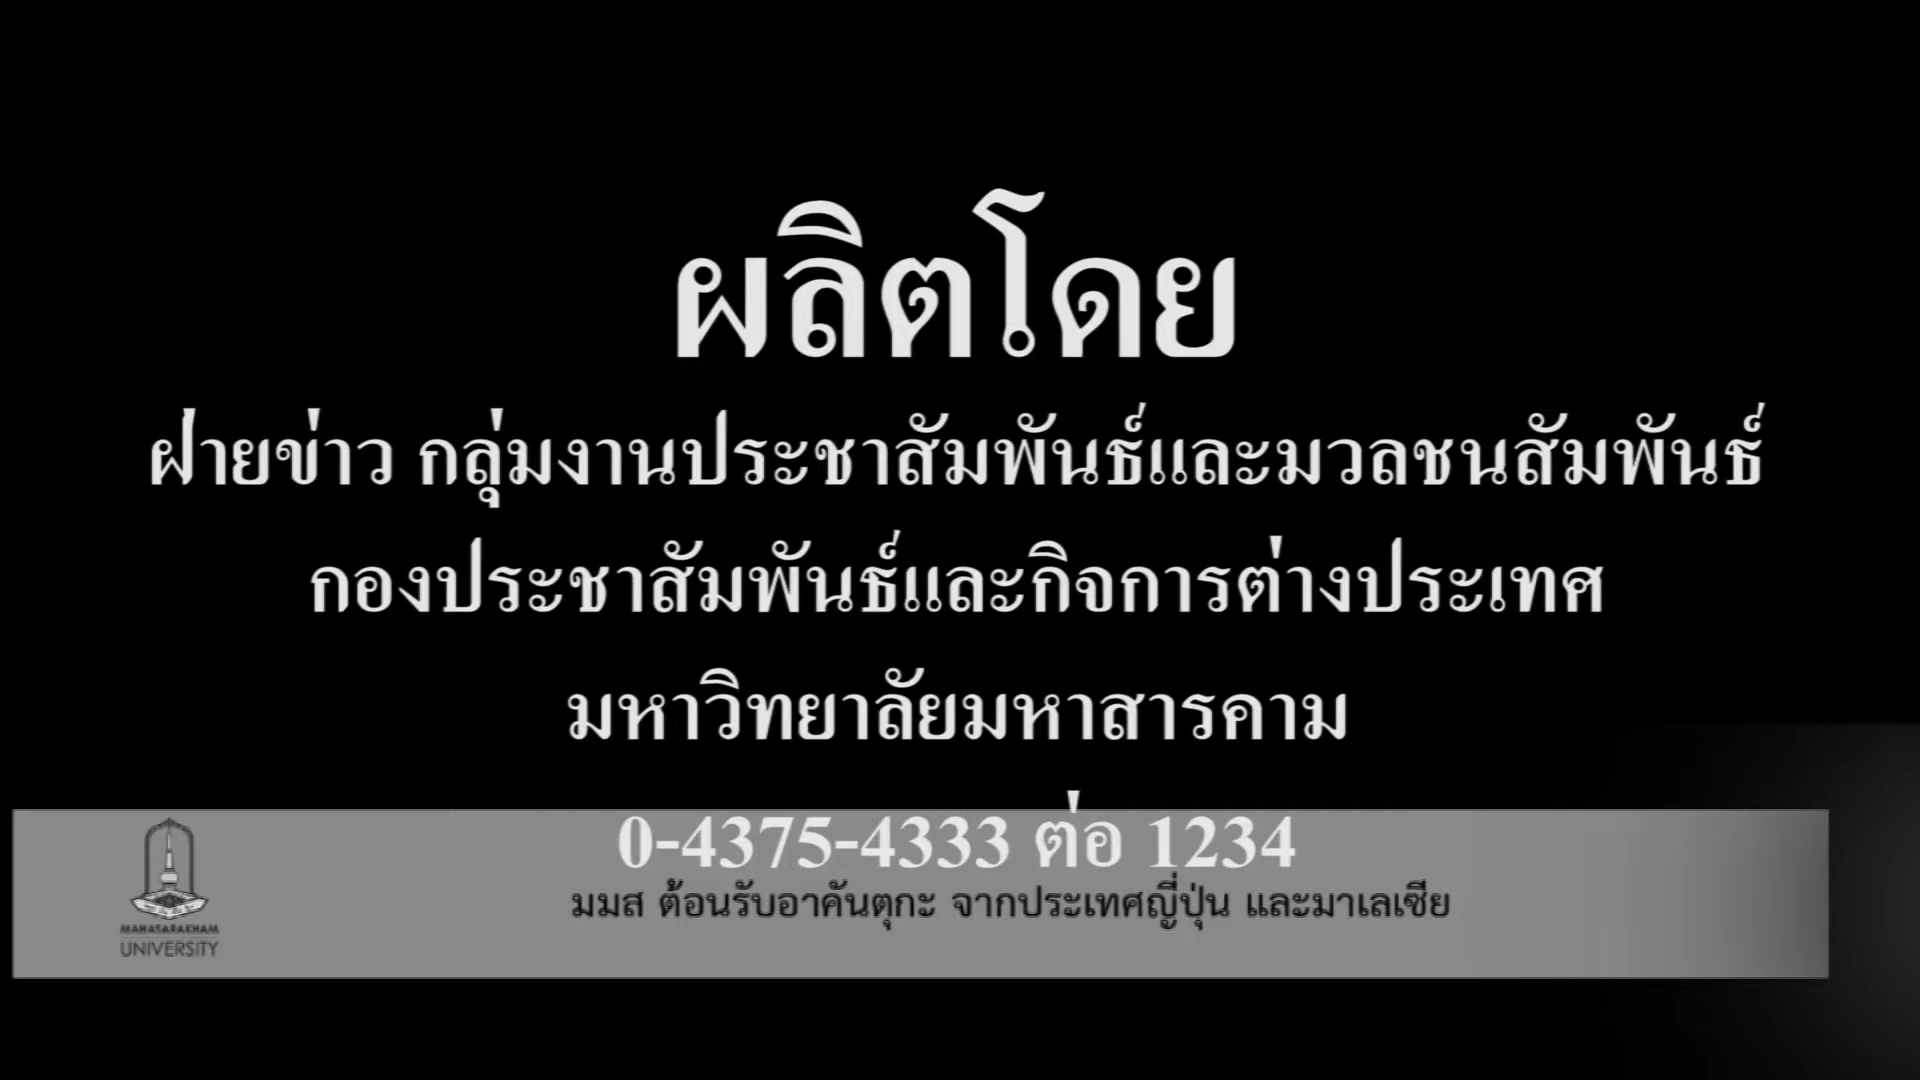 ผลิตโดย
ฝ่ายข่าว กลุ่มงานประชาสัมพันธ์และมวลชนสัมพันธ์
กองประชาสัมพันธ์และกิจการต่างประเทศ
มหาวิทยาลัยมหาสารคาม
0-4375-4333 ต่อ 1234
มมส ต้อนรับอาคันตุกะ จากประเทศญี่ปุ่น และมาเลเซีย
MAHASARAKHAM
UNIVERSITY